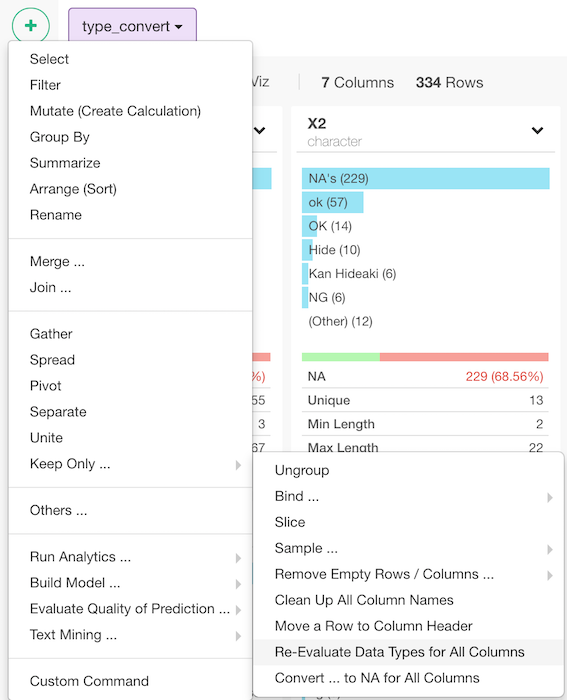 +
type_convert
Viz
7 Columns 334 Rows
Select
Filter
Mutate (Create Calculation)
Group By
Summarize
Arrange (Sort)
Rename
Merge ...
Join ...
Gather
Spread
Pivot
Separate
Unite
Keep Only ...
Others ...
Run Analytics ...
Build Model ...
Evaluate Quality of Prediction ...
Text Mining ...
Custom Command
%)
55
3
67
X2
character
NA's (229)
ok (57)
OK (14)
Hide (10)
Kan Hideaki (6)
NG (6)
(Other) (12)
NA 229 (68.56%)
Unique 13
Min Length 2
Max Length 22
Ungroup
Bind ...
Slice
Sample ...
Remove Empty Rows / Columns ...
Clean Up All Column Names
Move a Row to Column Header
Re-Evaluate Data Types for All Columns
Convert ... to NA for All Columns